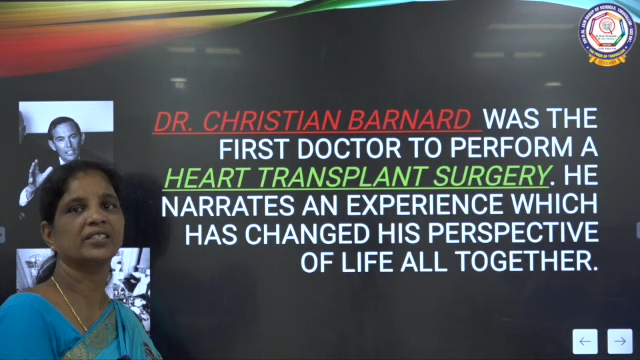 DR. CHRISTIAN BARNARD WAS THE
FIRST DOCTOR TO PERFORM A
HEART TRANSPLANT SURGERY. HE
NARRATES AN EXPERIENCE WHICH
HAS CHANGED HIS PERSPECTIVE
OF LIFE ALL TOGETHER.